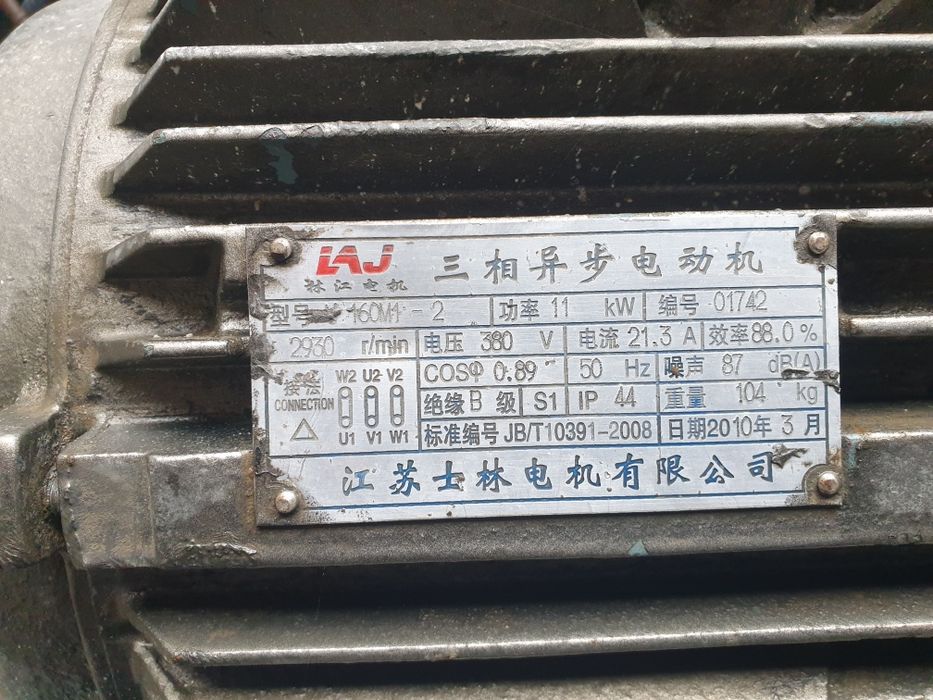 LAJ 三相异步电动机
林江电机
型号 160M1-2 功率 11 kW 编号 01742
2930 r/min 电压 380 V 电流 21.3 A 效率 88.0 %
接法 W2 U2 V2 COSΦ 0.89 50 Hz 噪声 87 dB(A)
CONNECTION 绝缘 B 级 S1 IP 44 重量 104 kg
△ U1 V1 W1 标准编号 JB/T10391-2008 日期 2010年 3 月
江苏士林电机有限公司